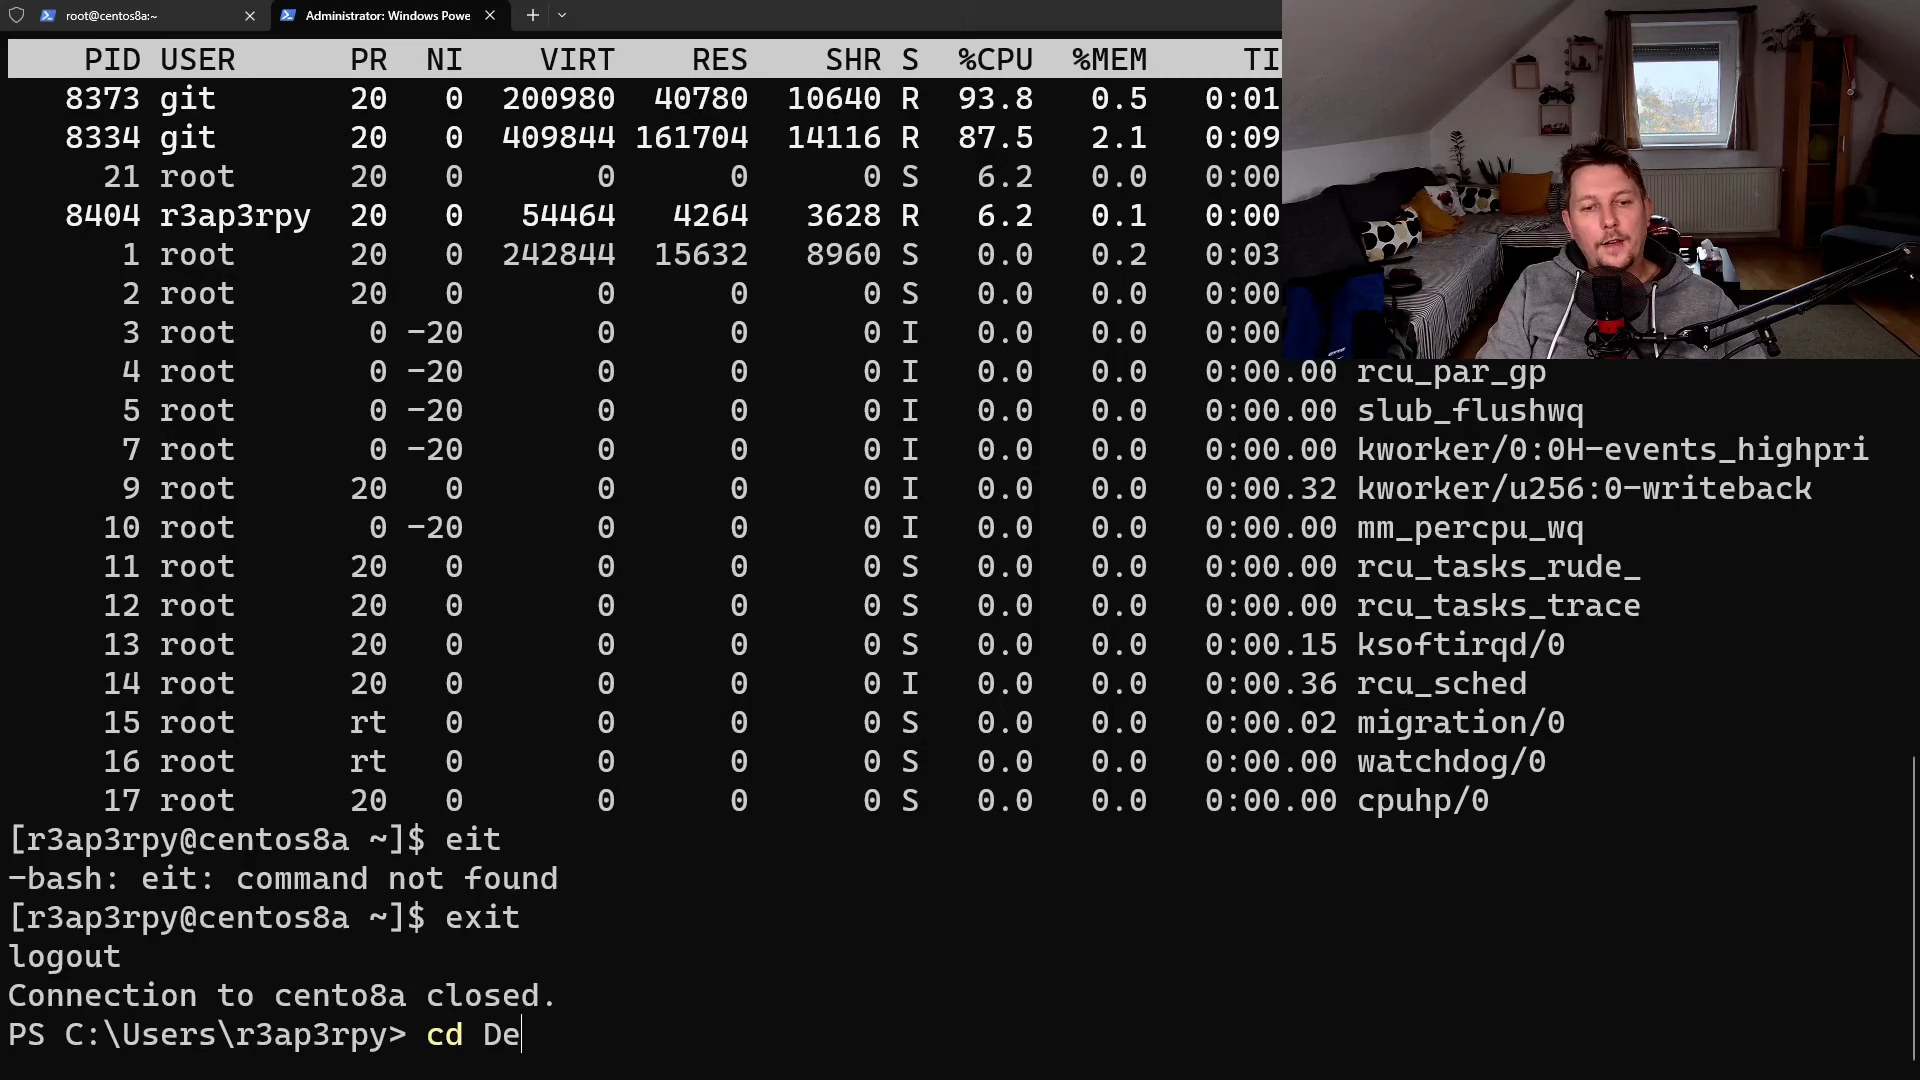 root@centos8a:~
Administrator: Windows Powe
PID USER PR NI VIRT RES SHR S %CPU %MEM TI
8373 git 20 0 200980 40780 10640 R 93.8 0.5 0:01
8334 git 20 0 409844 161704 14116 R 87.5 2.1 0:09
21 root 20 0 0 0 0 S 6.2 0.0 0:00
8404 r3ap3rpy 20 0 54464 4264 3628 R 6.2 0.1 0:00
1 root 20 0 242844 15632 8960 S 0.0 0.2 0:03
2 root 20 0 0 0 0 S 0.0 0.0 0:00
3 root 0 -20 0 0 0 I 0.0 0.0 0:00
4 root 0 -20 0 0 0 I 0.0 0.0 0:00.00 rcu_par_gp
5 root 0 -20 0 0 0 I 0.0 0.0 0:00.00 slub_flushwq
7 root 0 -20 0 0 0 I 0.0 0.0 0:00.00 kworker/0:0H-events_highpri
9 root 20 0 0 0 0 I 0.0 0.0 0:00.32 kworker/u256:0-writeback
10 root 0 -20 0 0 0 I 0.0 0.0 0:00.00 mm_percpu_wq
11 root 20 0 0 0 0 S 0.0 0.0 0:00.00 rcu_tasks_rude_
12 root 20 0 0 0 0 S 0.0 0.0 0:00.00 rcu_tasks_trace
13 root 20 0 0 0 0 S 0.0 0.0 0:00.15 ksoftirqd/0
14 root 20 0 0 0 0 I 0.0 0.0 0:00.36 rcu_sched
15 root rt 0 0 0 0 S 0.0 0.0 0:00.02 migration/0
16 root rt 0 0 0 0 S 0.0 0.0 0:00.00 watchdog/0
17 root 20 0 0 0 0 S 0.0 0.0 0:00.00 cpuhp/0
[r3ap3rpy@centos8a ~]$ eit
-bash: eit: command not found
[r3ap3rpy@centos8a ~]$ exit
logout
Connection to cento8a closed.
PS C:\Users\r3ap3rpy> cd De